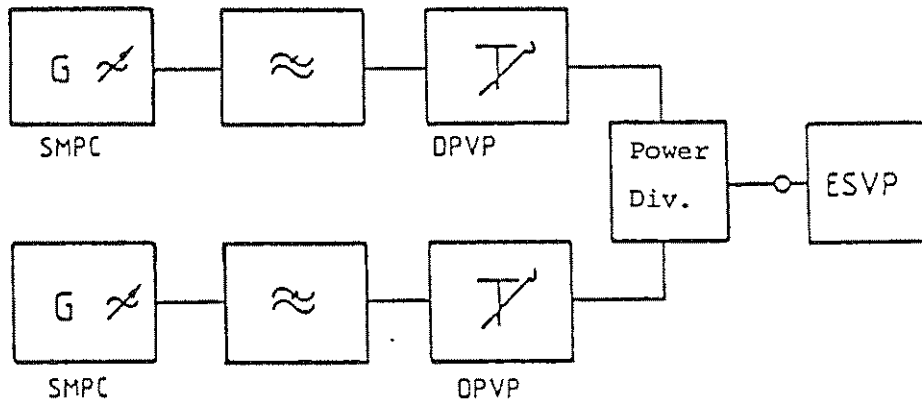 G
SMPC
DPVP
Power
Div.
ESVP
G
SMPC
DPVP